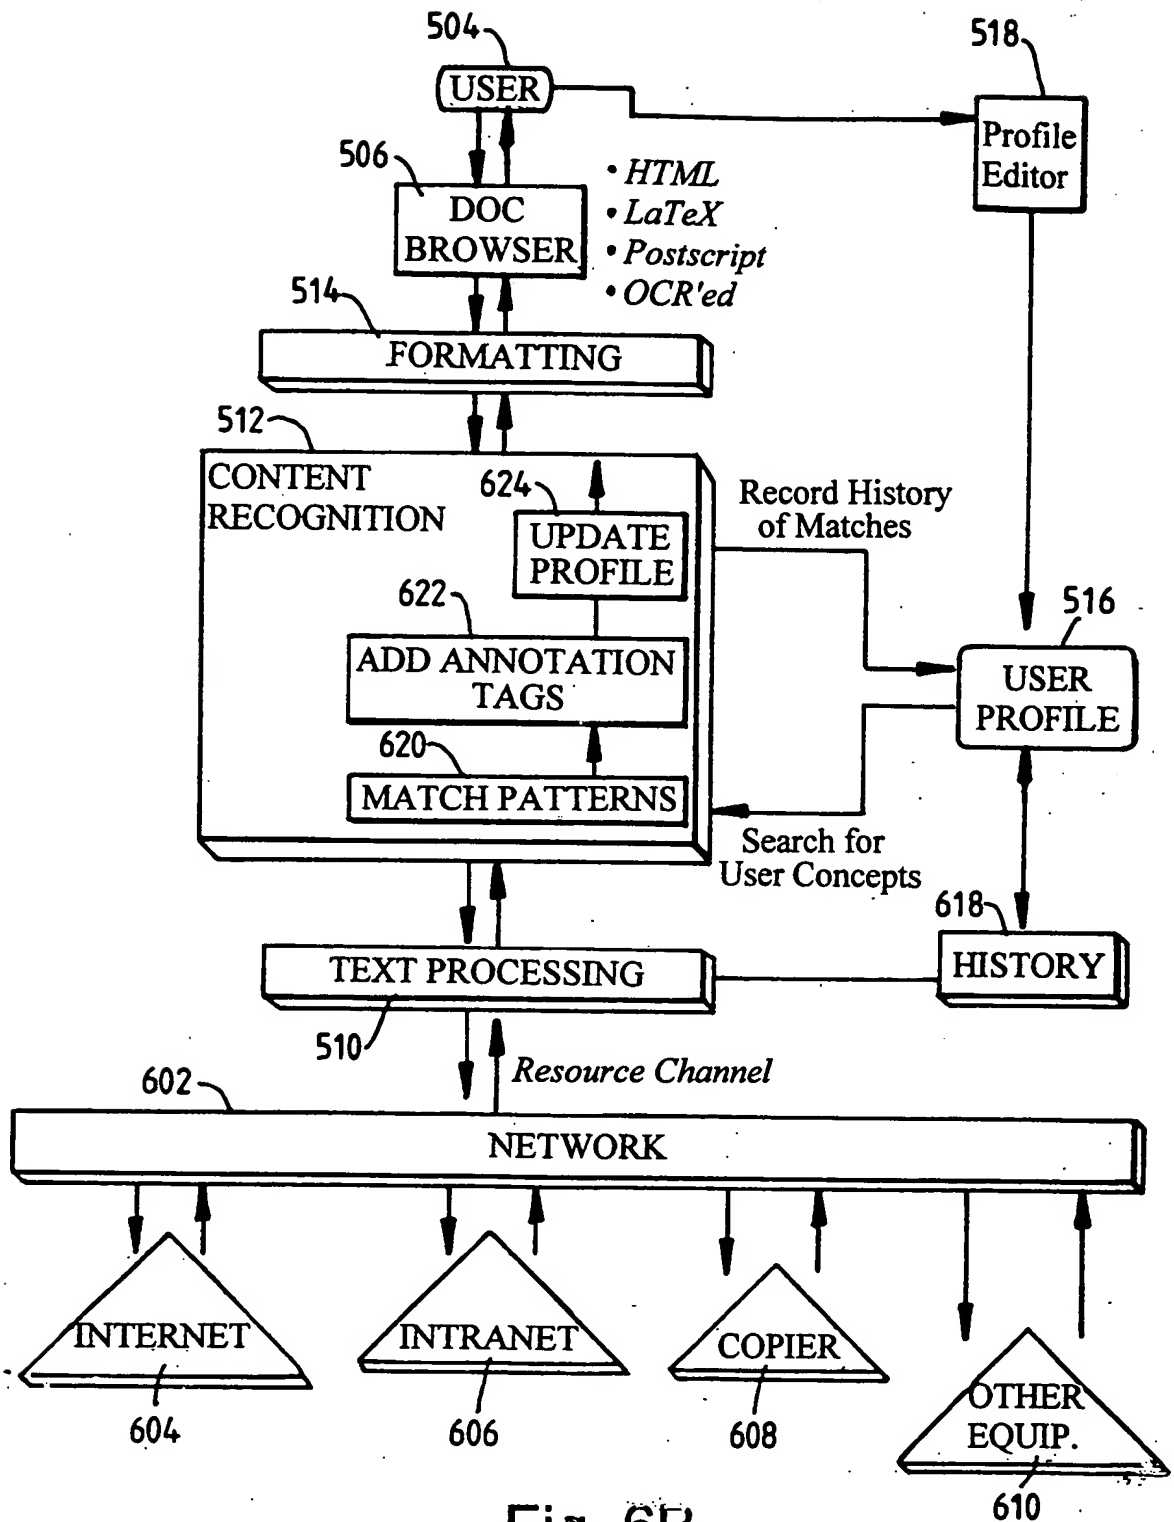 504
USER
518
Profile
Editor
506
DOC
BROWSER
• HTML
• LaTeX
• Postscript
• OCR'ed
514
FORMATTING
512
CONTENT
RECOGNITION
624
UPDATE
PROFILE
Record History
of Matches
622
ADD ANNOTATION
TAGS
516
USER
PROFILE
620
MATCH PATTERNS
Search for
User Concepts
618
HISTORY
TEXT PROCESSING
510
Resource Channel
602
NETWORK
INTERNET
604
INTRANET
606
COPIER
608
OTHER
EQUIP.
610
Fig. 6B